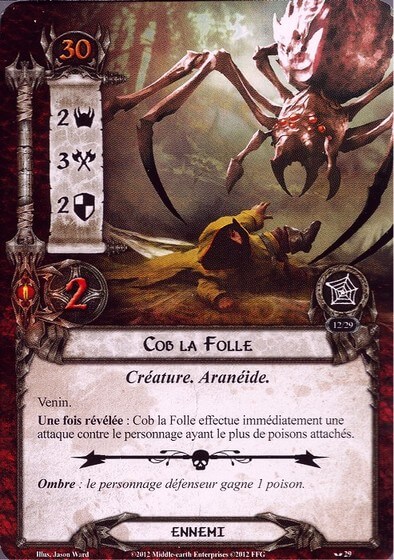 30
2
3
2
2
12/29
Cob la Folle
Créature. Aranéide.
Venin.
Une fois révélée : Cob la Folle effectue immédiatement une
attaque contre le personnage ayant le plus de poisons attachés.
Ombre : le personnage défenseur gagne 1 poison.
ENNEMI
Illus. Jason Ward ©2012 Middle-earth Enterprises ©2012 FFG 29